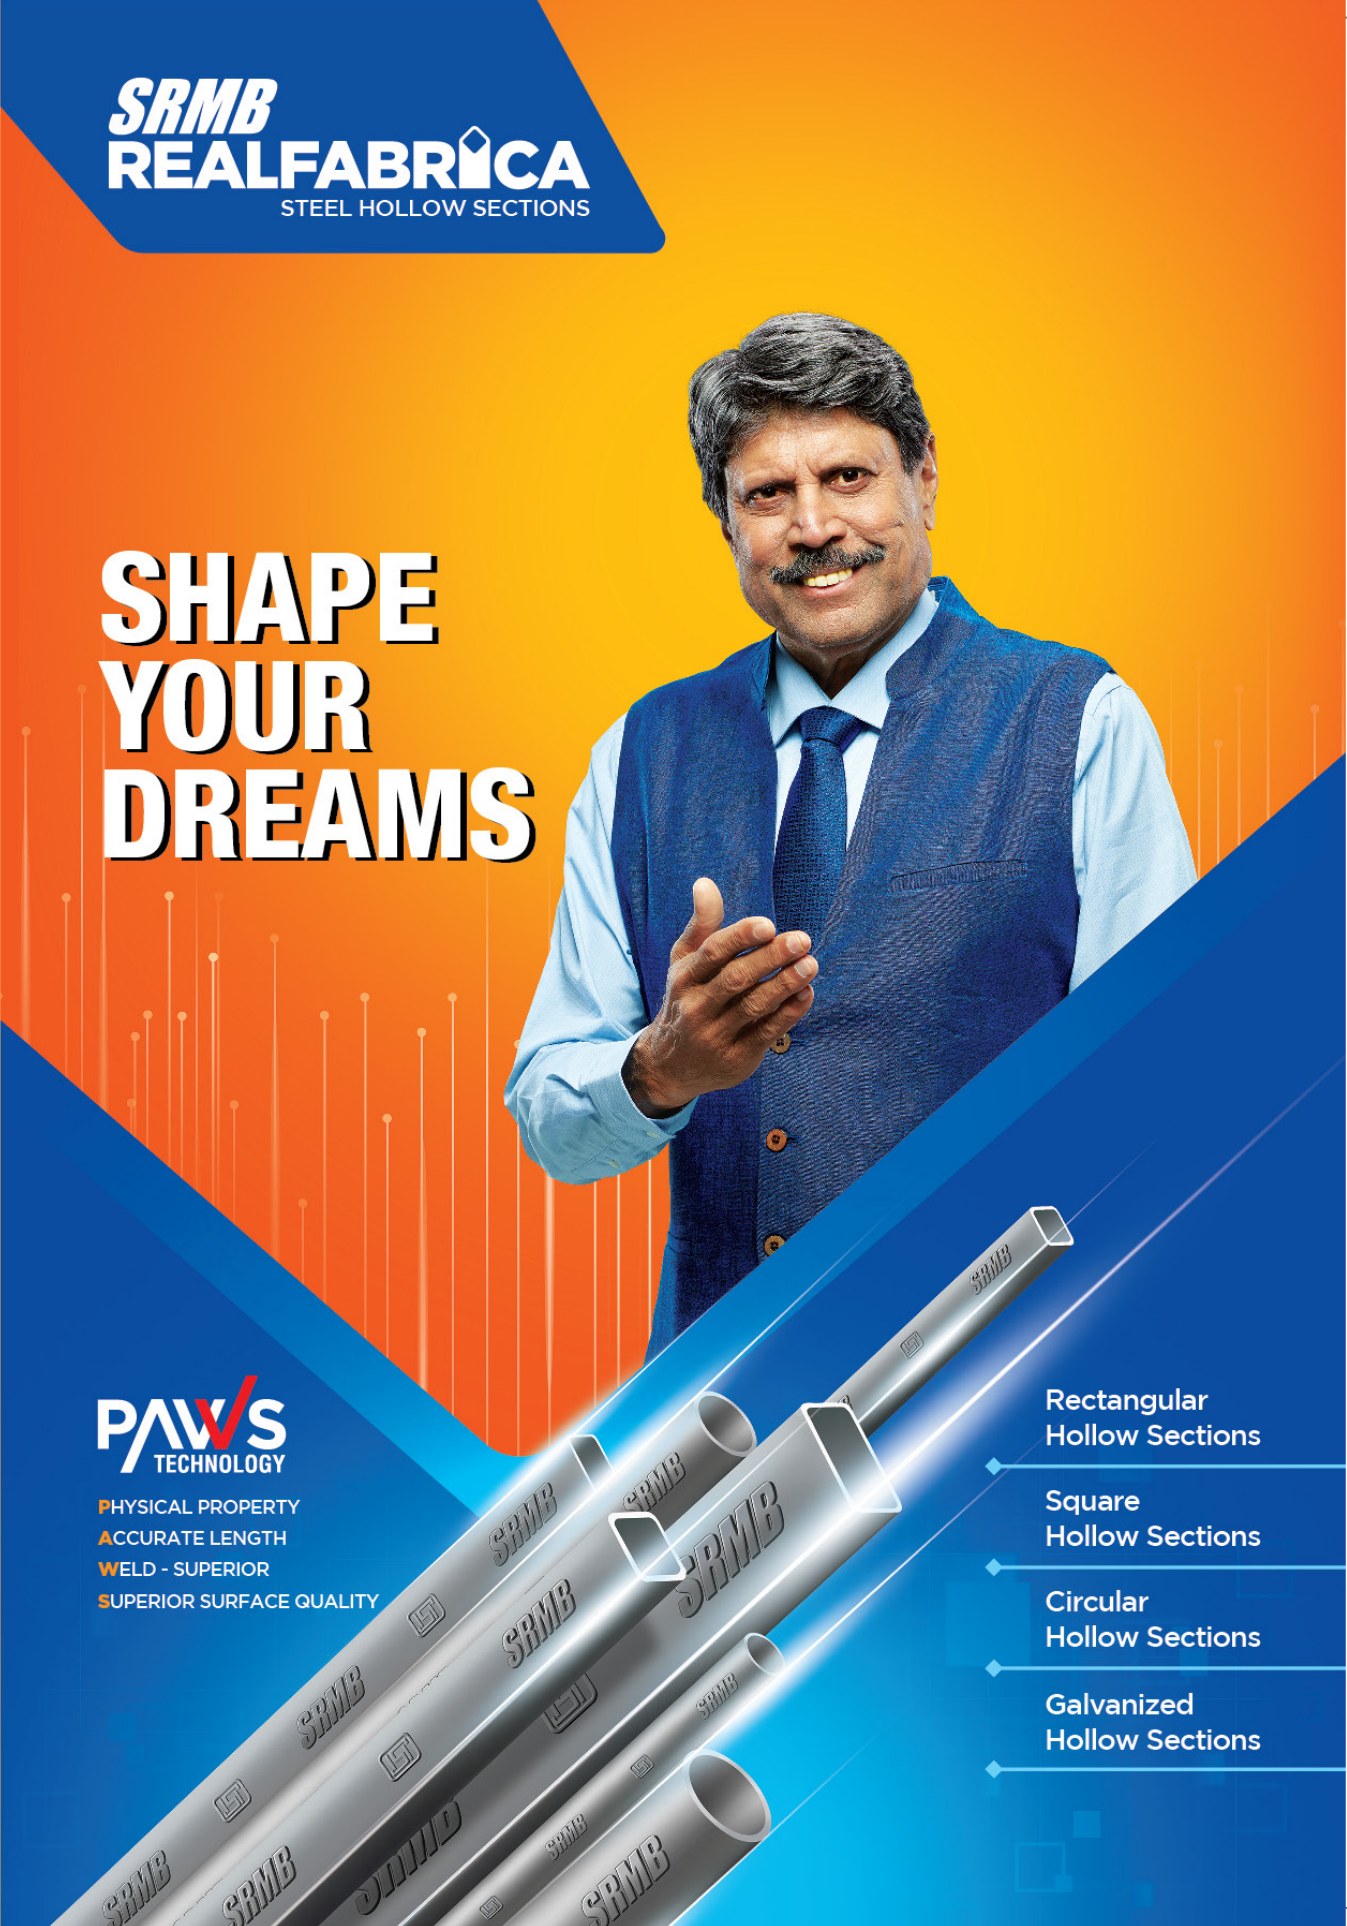 SRMB
REALFABRICA
STEEL HOLLOW SECTIONS
SHAPE
YOUR
DREAMS
PAWS
TECHNOLOGY
PHYSICAL PROPERTY
ACCURATE LENGTH
WELD - SUPERIOR
SUPERIOR SURFACE QUALITY
Rectangular
Hollow Sections
Square
Hollow Sections
Circular
Hollow Sections
Galvanized
Hollow Sections
SRMB
SRMB
SRMB
SRMB
SRMB
SRMB
SRMB
SRMB
SRMB
SRMB
SRMB